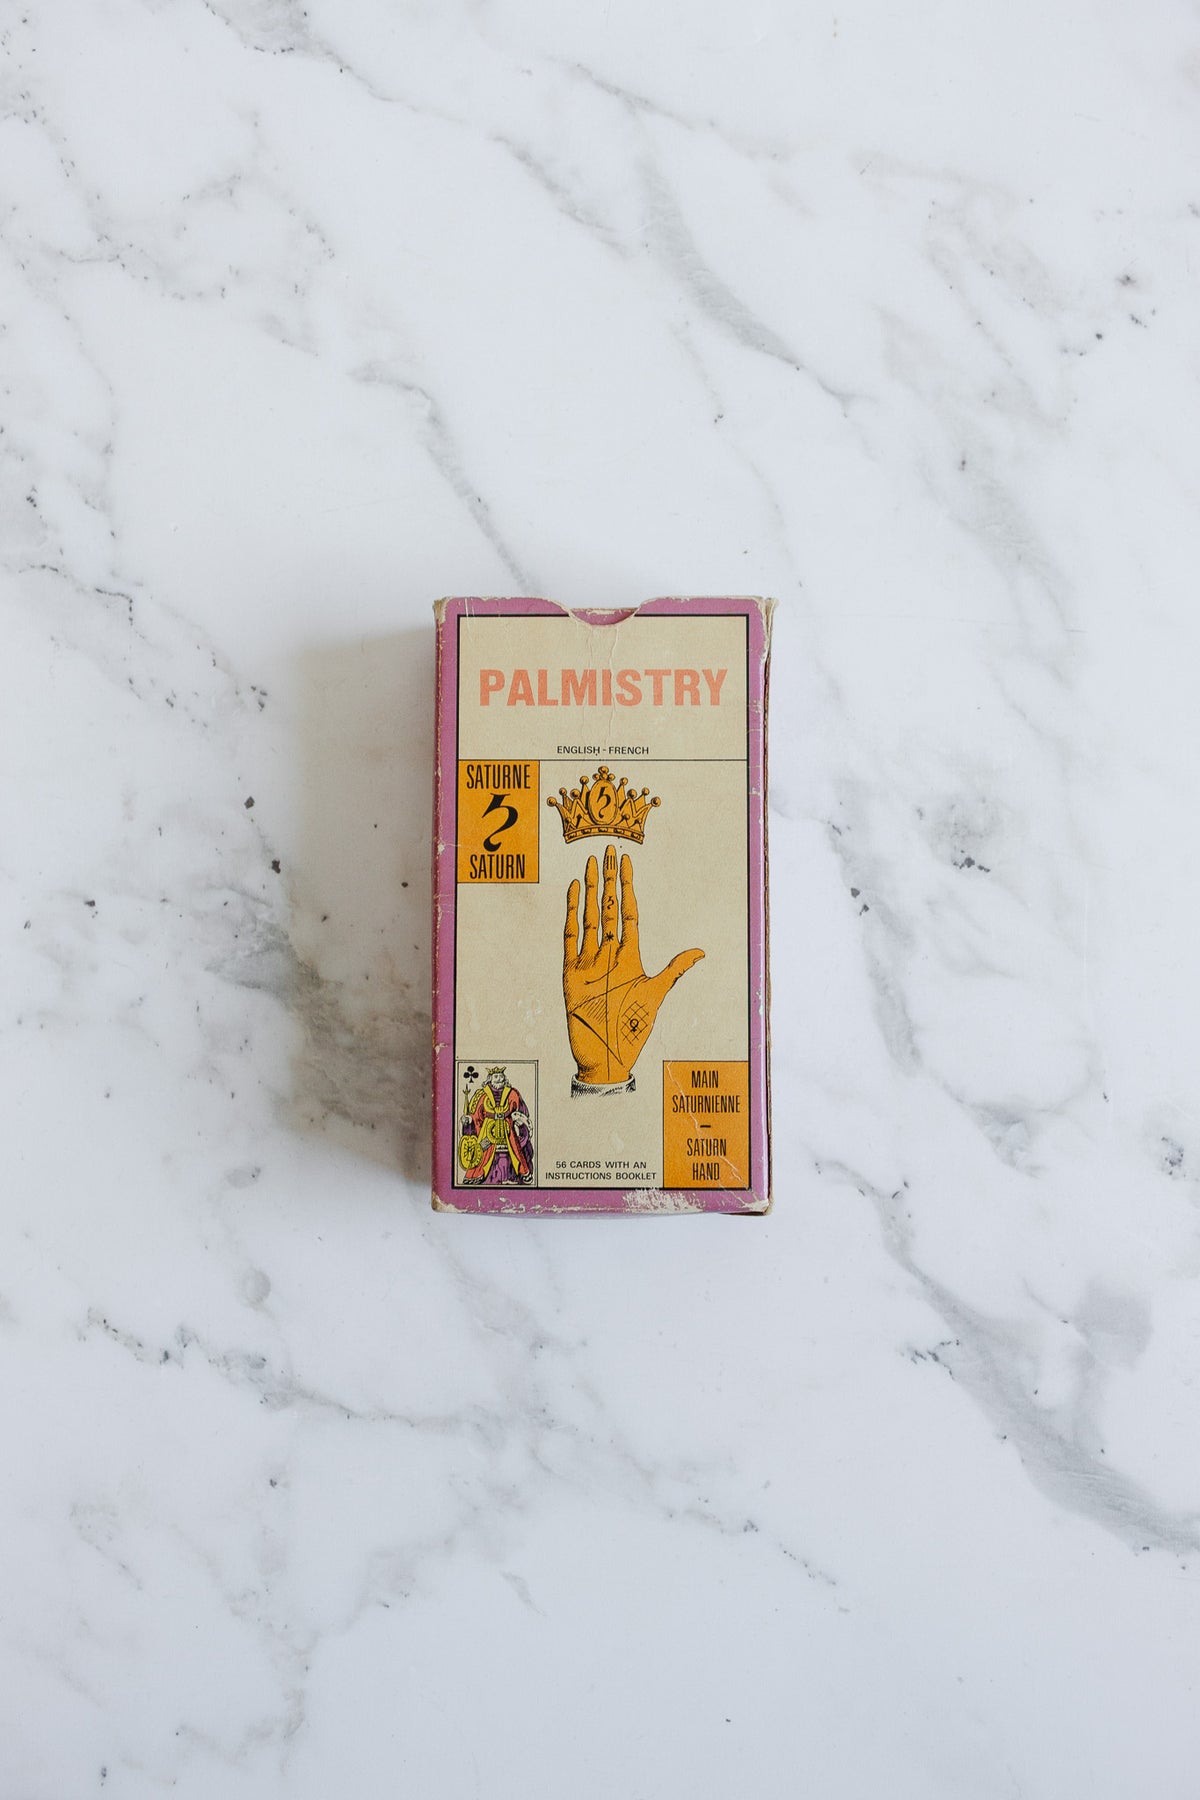 PALMISTRY
ENGLISH - FRENCH
SATURNE
SATURN
56 CARDS WITH AN
INSTRUCTIONS BOOKLET
MAIN
SATURNIENNE
—
SATURN
HAND